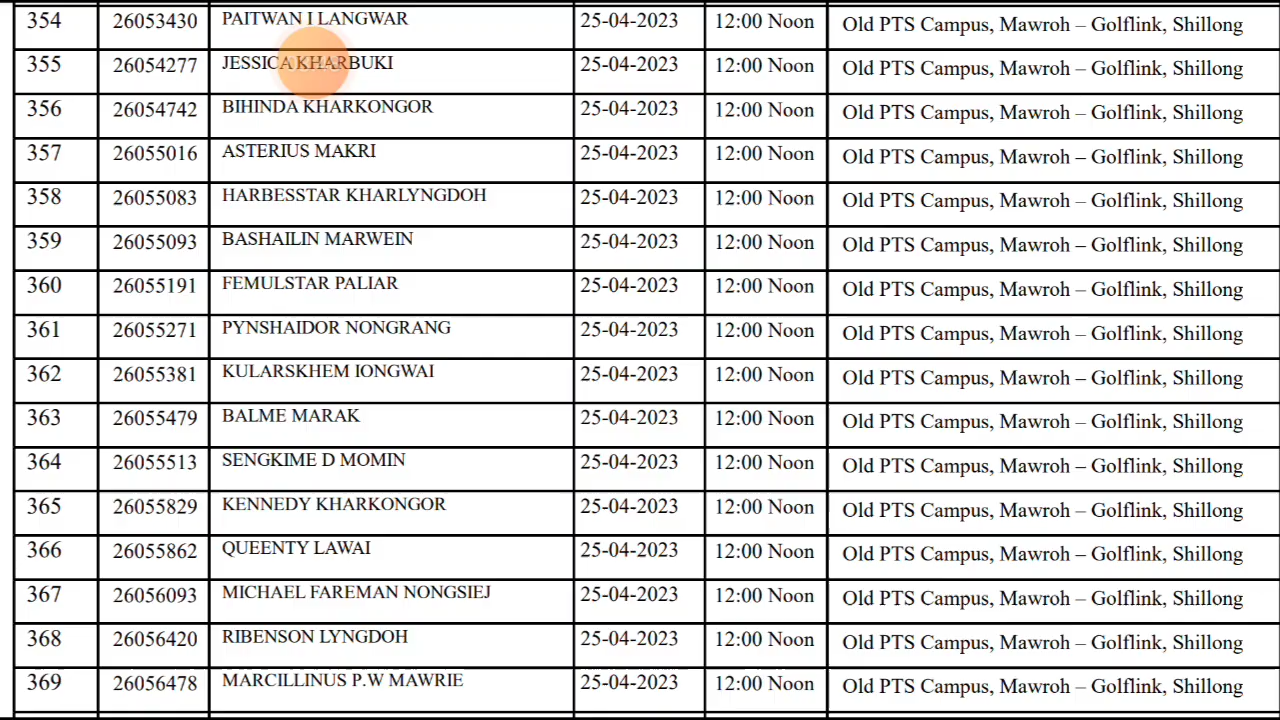 354 26053430 PAITWAN I LANGWAR 25-04-2023 12:00 Noon Old PTS Campus, Mawroh – Golflink, Shillong
355 26054277 JESSICA KHARBUKI 25-04-2023 12:00 Noon Old PTS Campus, Mawroh – Golflink, Shillong
356 26054742 BIHINDA KHARKONGOR 25-04-2023 12:00 Noon Old PTS Campus, Mawroh – Golflink, Shillong
357 26055016 ASTERIUS MAKRI 25-04-2023 12:00 Noon Old PTS Campus, Mawroh – Golflink, Shillong
358 26055083 HARBESSTAR KHARLYNGDOH 25-04-2023 12:00 Noon Old PTS Campus, Mawroh – Golflink, Shillong
359 26055093 BASHAILIN MARWEIN 25-04-2023 12:00 Noon Old PTS Campus, Mawroh – Golflink, Shillong
360 26055191 FEMULSTAR PALIAR 25-04-2023 12:00 Noon Old PTS Campus, Mawroh – Golflink, Shillong
361 26055271 PYNSHAIDOR NONGRANG 25-04-2023 12:00 Noon Old PTS Campus, Mawroh – Golflink, Shillong
362 26055381 KULARSKHEM IONGWAI 25-04-2023 12:00 Noon Old PTS Campus, Mawroh – Golflink, Shillong
363 26055479 BALME MARAK 25-04-2023 12:00 Noon Old PTS Campus, Mawroh – Golflink, Shillong
364 26055513 SENGKIME D MOMIN 25-04-2023 12:00 Noon Old PTS Campus, Mawroh – Golflink, Shillong
365 26055829 KENNEDY KHARKONGOR 25-04-2023 12:00 Noon Old PTS Campus, Mawroh – Golflink, Shillong
366 26055862 QUEENTY LAWAI 25-04-2023 12:00 Noon Old PTS Campus, Mawroh – Golflink, Shillong
367 26056093 MICHAEL FAREMAN NONGSIEJ 25-04-2023 12:00 Noon Old PTS Campus, Mawroh – Golflink, Shillong
368 26056420 RIBENSON LYNGDOH 25-04-2023 12:00 Noon Old PTS Campus, Mawroh – Golflink, Shillong
369 26056478 MARCILLINUS P.W MAWRIE 25-04-2023 12:00 Noon Old PTS Campus, Mawroh – Golflink, Shillong